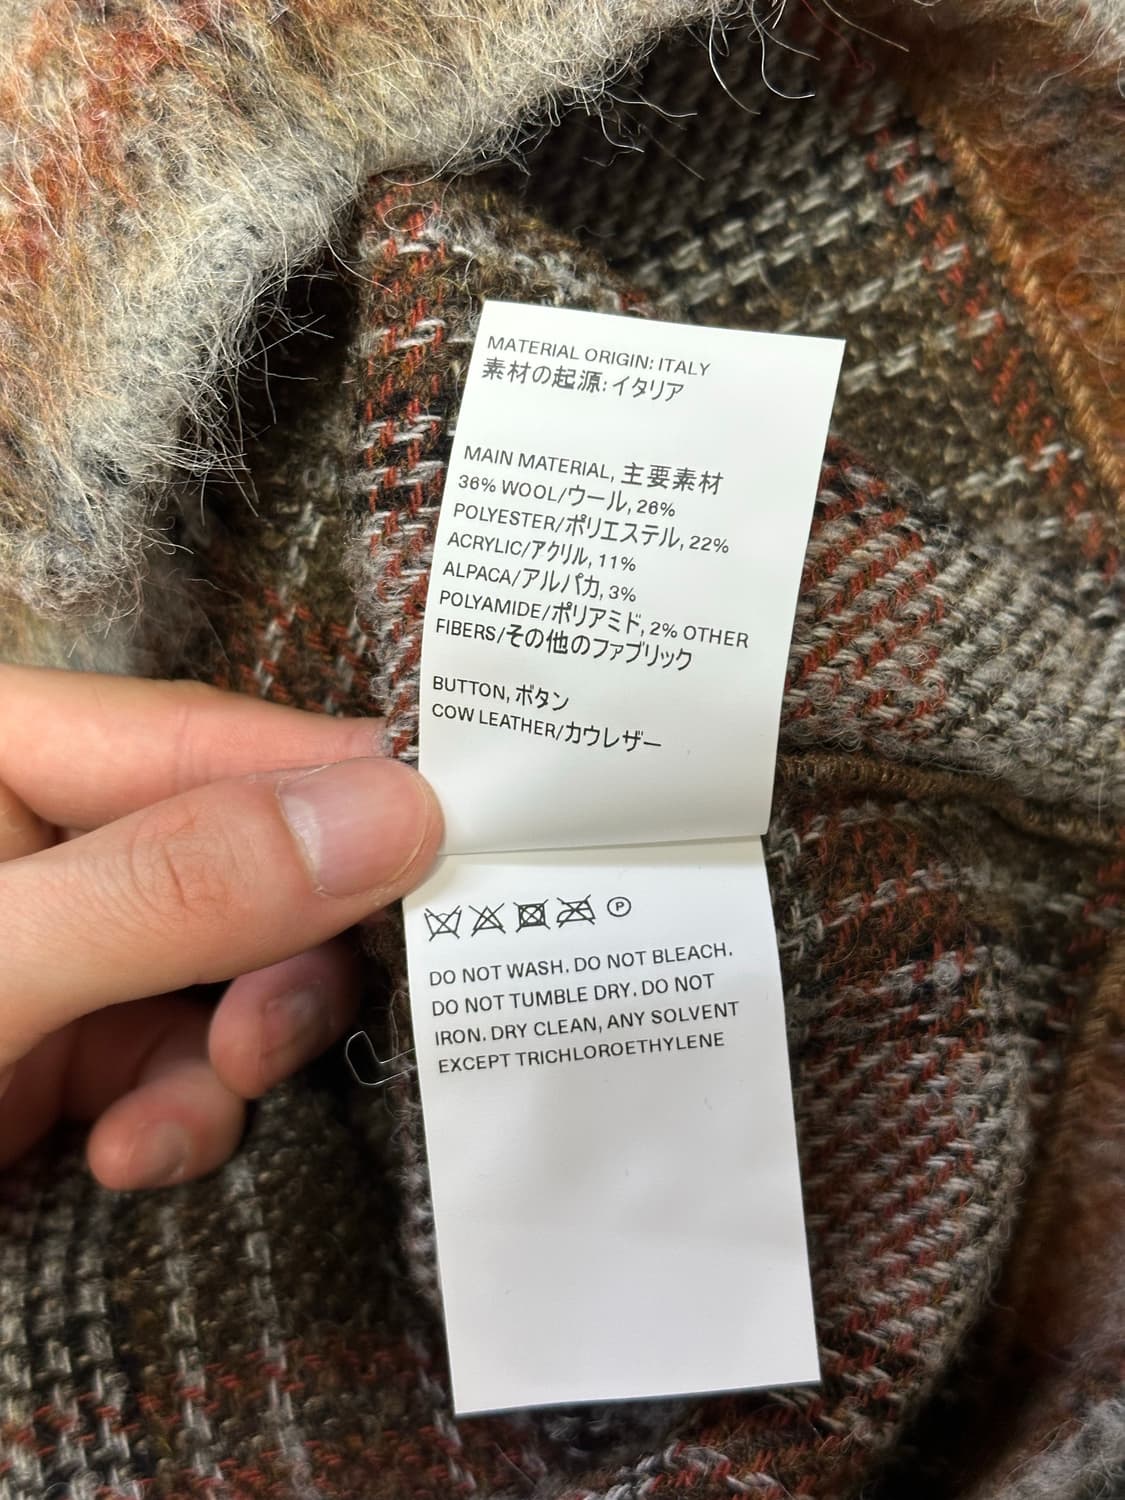 MATERIAL ORIGIN: ITALY
素材の起源: イタリア
MAIN MATERIAL, 主要素材
36% WOOL/ウール, 26%
POLYESTER/ポリエステル, 22%
ACRYLIC/アクリル, 11%
ALPACA/アルパカ, 3%
POLYAMIDE/ポリアミド, 2% OTHER
FIBERS/その他のファブリック
BUTTON, ボタン
COW LEATHER/カウレザー
P
DO NOT WASH. DO NOT BLEACH.
DO NOT TUMBLE DRY. DO NOT
IRON. DRY CLEAN, ANY SOLVENT
EXCEPT TRICHLOROETHYLENE